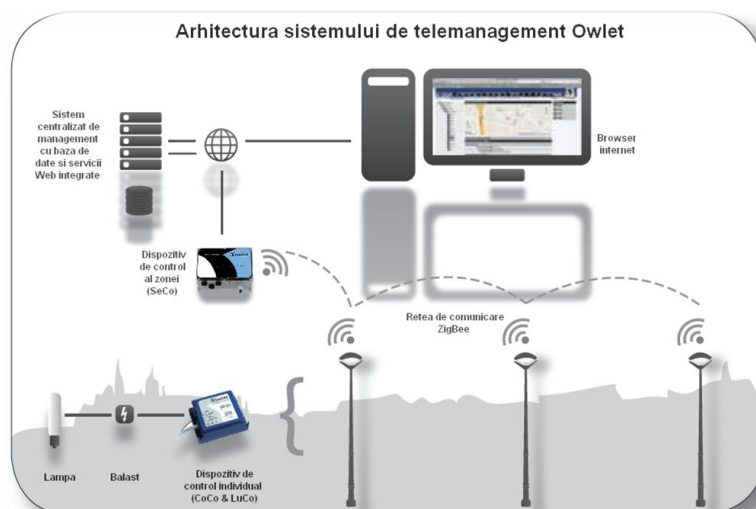 Arhitectura sistemului de telemanagement Owlet
Sistem
centralizat de
management
cu baza de
date si servicii
Web integrate
Browser
internet
Dispozitiv
de control
al zonei
(SeCo)
Retea de comunicare
ZigBee
Lampa
Balast
Dispozitiv de
control individual
(CoCo & LuCo)